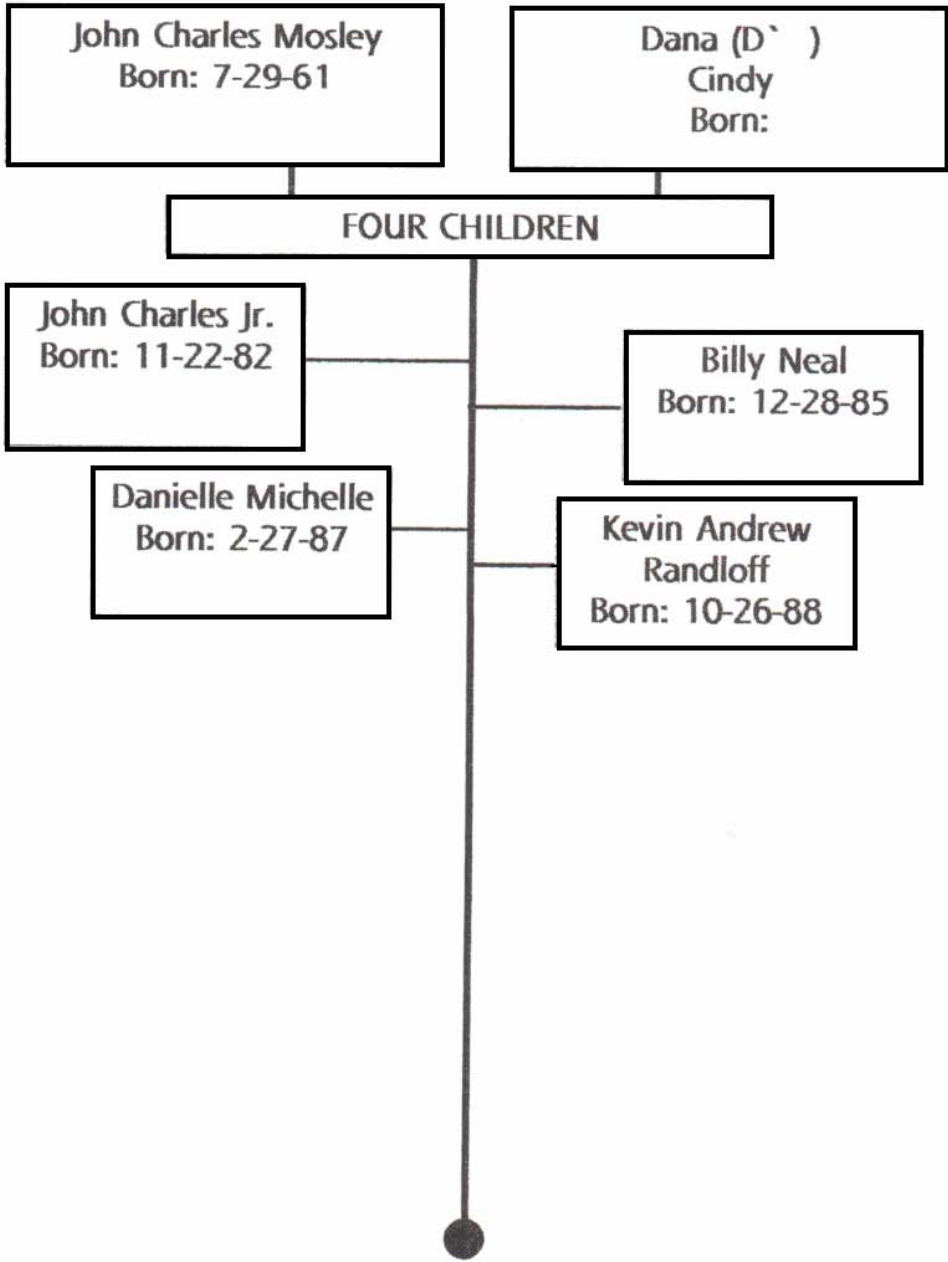 John Charles Mosley
Born: 7-29-61
Dana (D` )
Cindy
Born:
FOUR CHILDREN
John Charles Jr.
Born: 11-22-82
Billy Neal
Born: 12-28-85
Danielle Michelle
Born: 2-27-87
Kevin Andrew
Randloff
Born: 10-26-88